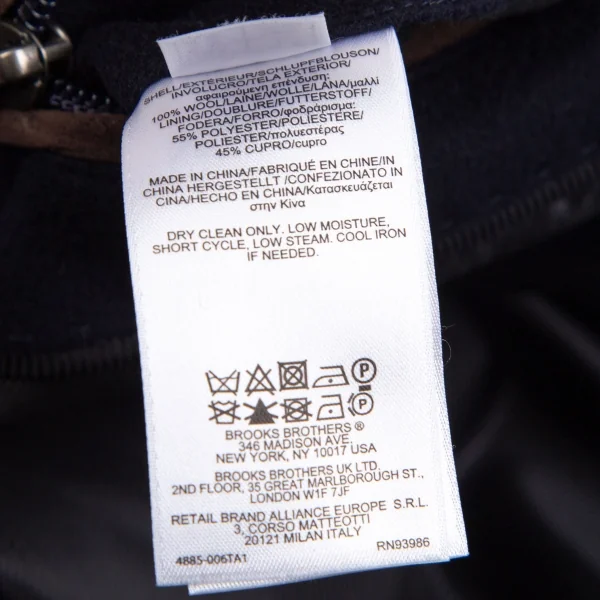 SHELL/EXTÉRIEUR/SCHLUPFBLOUSON/
INVOLUCRO/TELA EXTERIOR/
αφαιρούμενη επένδυση:
100% WOOL/LAINE/WOLLE/LANA/μαλλί
LINING/DOUBLURE/FUTTERSTOFF/
FODERA/FORRO/φοδράρισμα:
55% POLYESTER/POLIESTERE/
POLIESTER/πολυεστέρας
45% CUPRO/cupro
MADE IN CHINA/FABRIQUÉ EN CHINE/IN
CHINA HERGESTELLT /CONFEZIONATO IN
CINA/HECHO EN CHINA/Κατασκευάζεται
στην Κίνα
DRY CLEAN ONLY. LOW MOISTURE,
SHORT CYCLE, LOW STEAM. COOL IRON
IF NEEDED.
P
P
BROOKS BROTHERS ®
346 MADISON AVE.
NEW YORK, NY 10017 USA
BROOKS BROTHERS UK LTD.
2ND FLOOR, 35 GREAT MARLBOROUGH ST.,
LONDON W1F 7JF
RETAIL BRAND ALLIANCE EUROPE S.R.L.
3, CORSO MATTEOTTI
20121 MILAN ITALY
4885-006TA1 RN93986